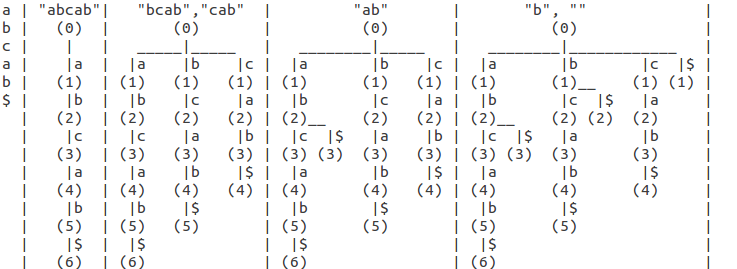 a | "abcab"| "bcab","cab"    |         "ab"         |       "b", ""              |
b |   (0)  |       (0)       |           (0)        |          (0)               |
c |    |   |  _____|_____    |  ________|_____      |   ________|____________    |
a |    |a  |  |a    |b   |c |  |a       |b    |c |  |a       |b       |c  |$ |
b |   (1)  | (1)   (1)  (1) | (1)      (1)   (1) | (1)      (1)__    (1) (1) |
$ |    |b  |  |b    |c   |a |  |b       |c    |a |  |b       |c  |$   |a      |
  |   (2)  | (2)   (2)  (2) | (2)__    (2)   (2) | (2)__    (2) (2)  (2)     |
  |    |c  |  |c    |a   |b |  |c  |$   |a    |b |  |c  |$   |a       |b      |
  |   (3)  | (3)   (3)  (3) | (3) (3)  (3)   (3) | (3) (3)  (3)      (3)     |
  |    |a  |  |a    |b   |$ |  |a       |b    |$ |  |a       |b       |$      |
  |   (4)  | (4)   (4)  (4) | (4)      (4)   (4) | (4)      (4)      (4)     |
  |    |b  |  |b    |$      |  |b       |$       |  |b       |$              |
  |   (5)  | (5)   (5)      | (5)      (5)       | (5)      (5)              |
  |    |$  |  |$            |  |$                |  |$                       |
  |   (6)  | (6)            | (6)                | (6)                       |